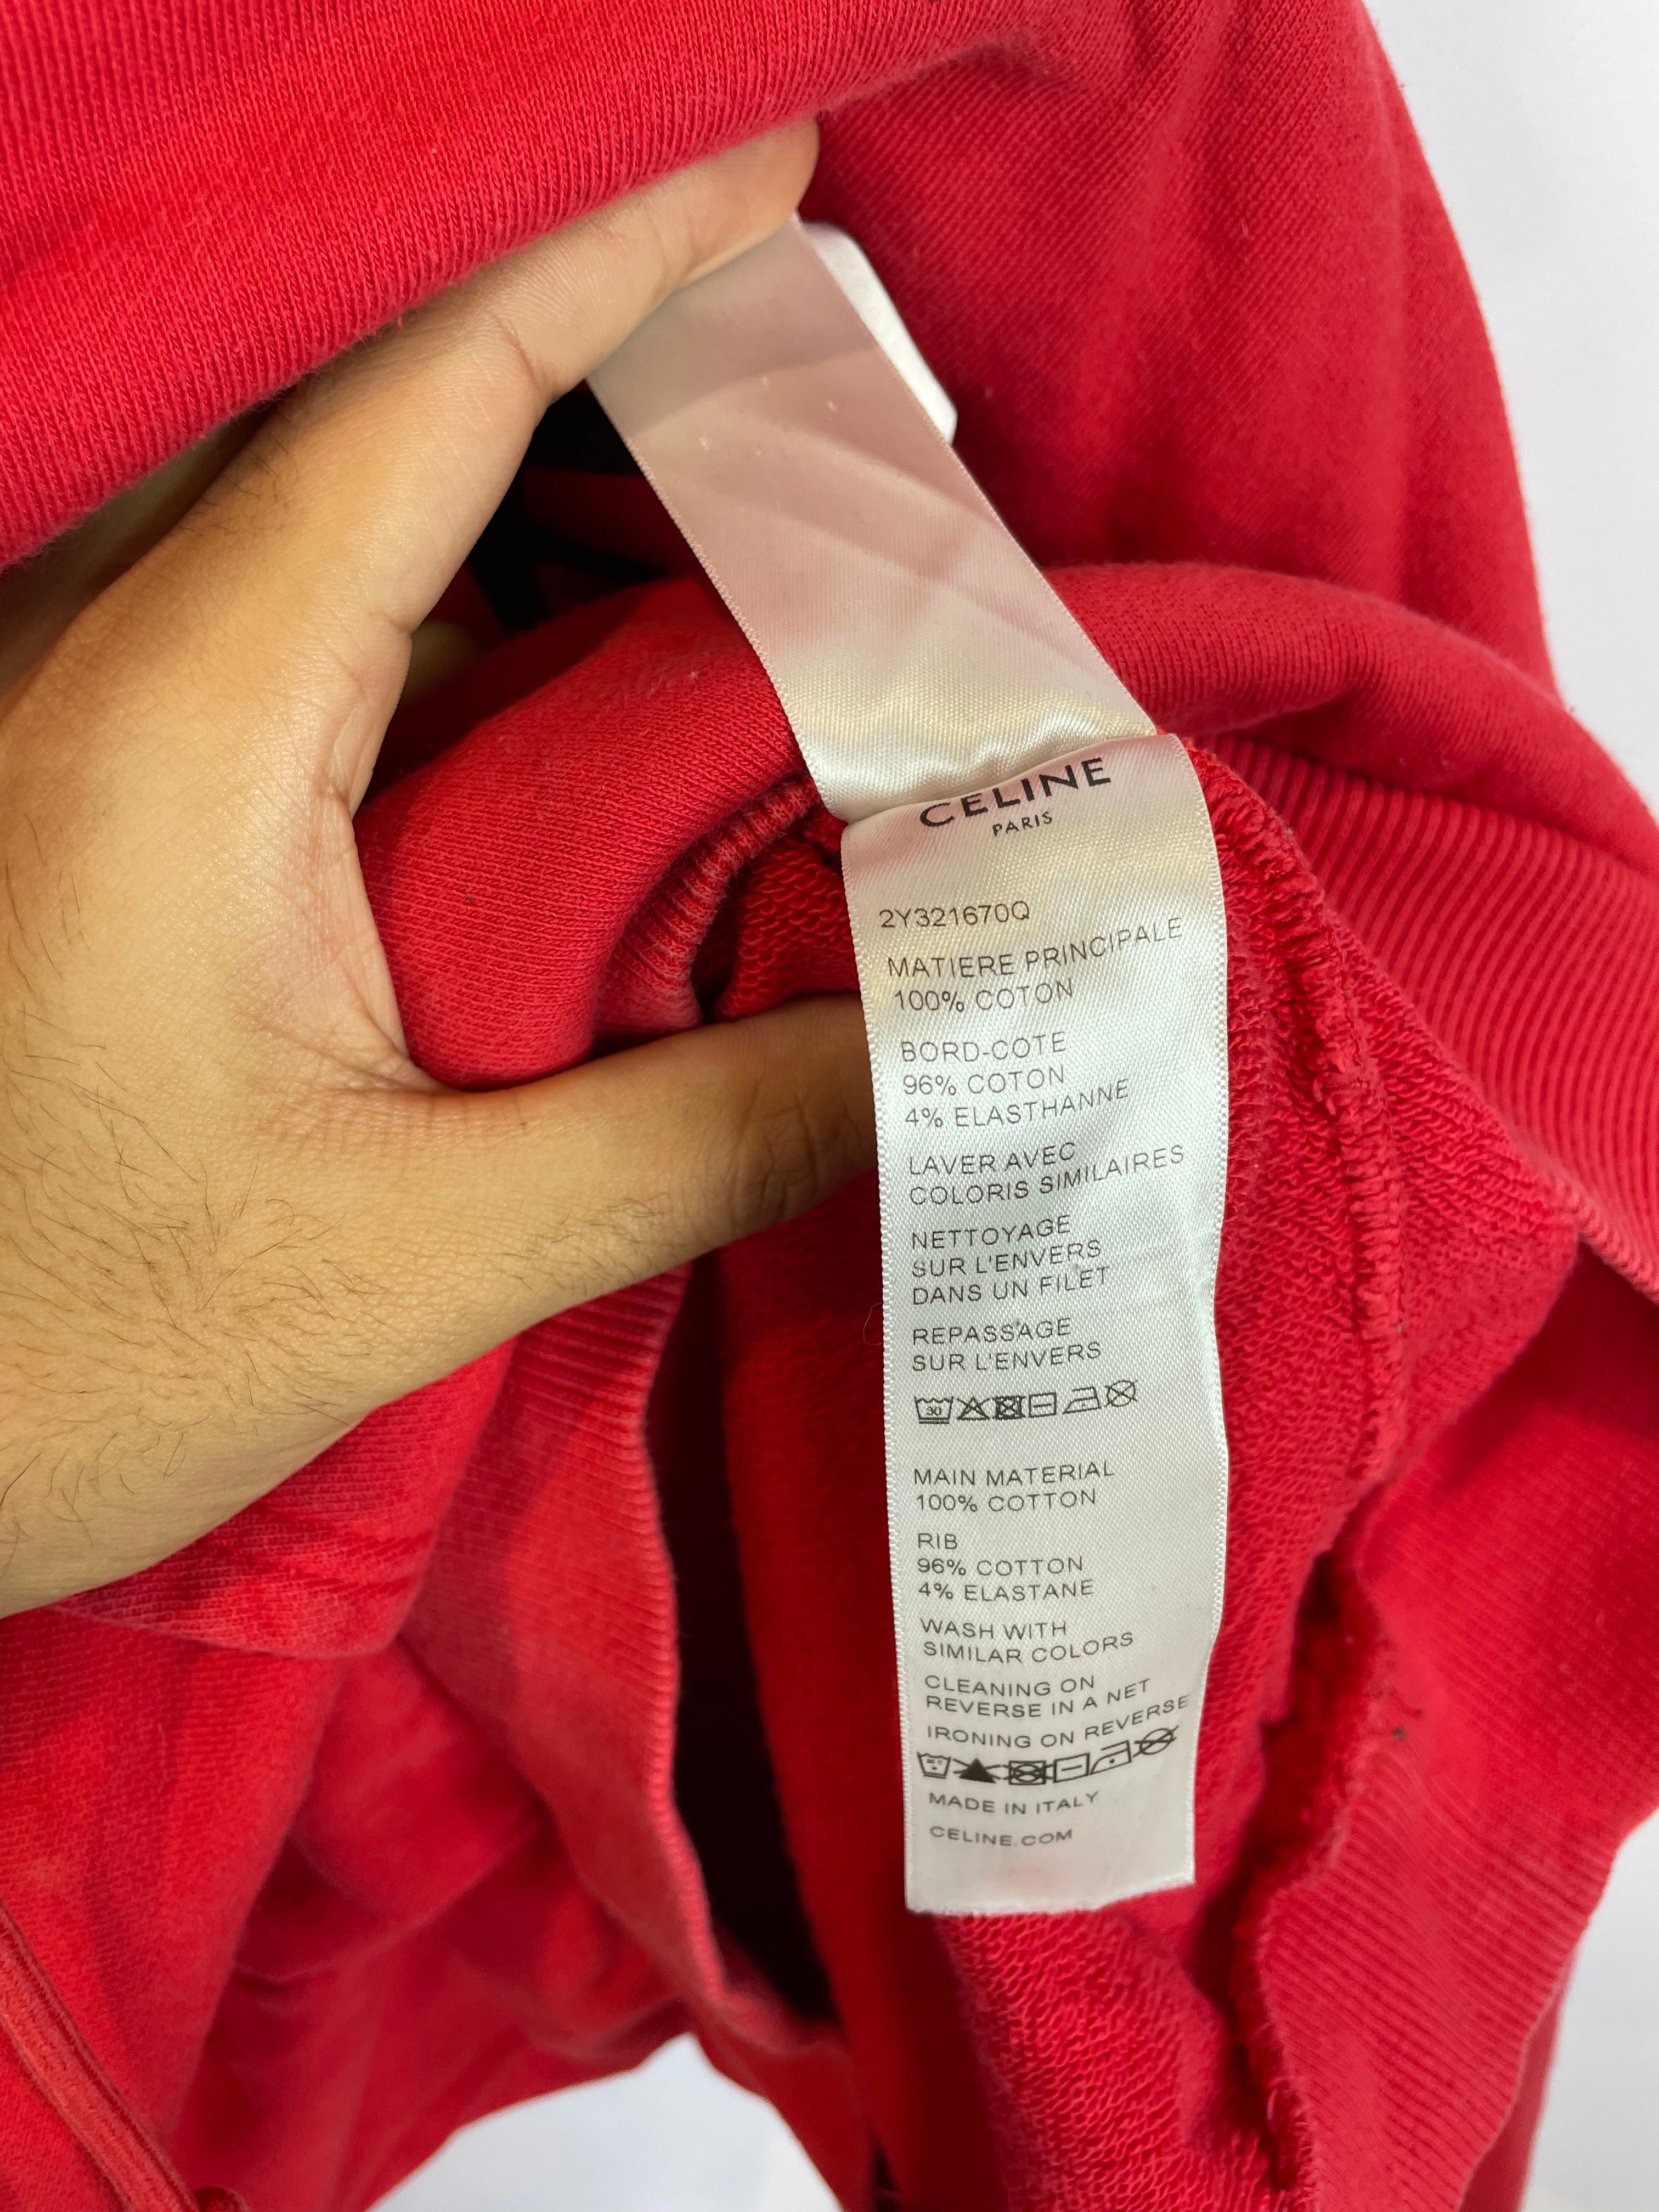 CELINE
PARIS
2Y321670Q
MATIERE PRINCIPALE
100% COTON
BORD-COTE
96% COTON
4% ELASTHANNE
LAVER AVEC
COLORIS SIMILAIRES
NETTOYAGE
SUR L'ENVERS
DANS UN FILET
REPASSAGE
SUR L'ENVERS
30
MAIN MATERIAL
100% COTTON
RIB
96% COTTON
4% ELASTANE
WASH WITH
SIMILAR COLORS
CLEANING ON
REVERSE IN A NET
IRONING ON REVERSE
MADE IN ITALY
CELINE.COM